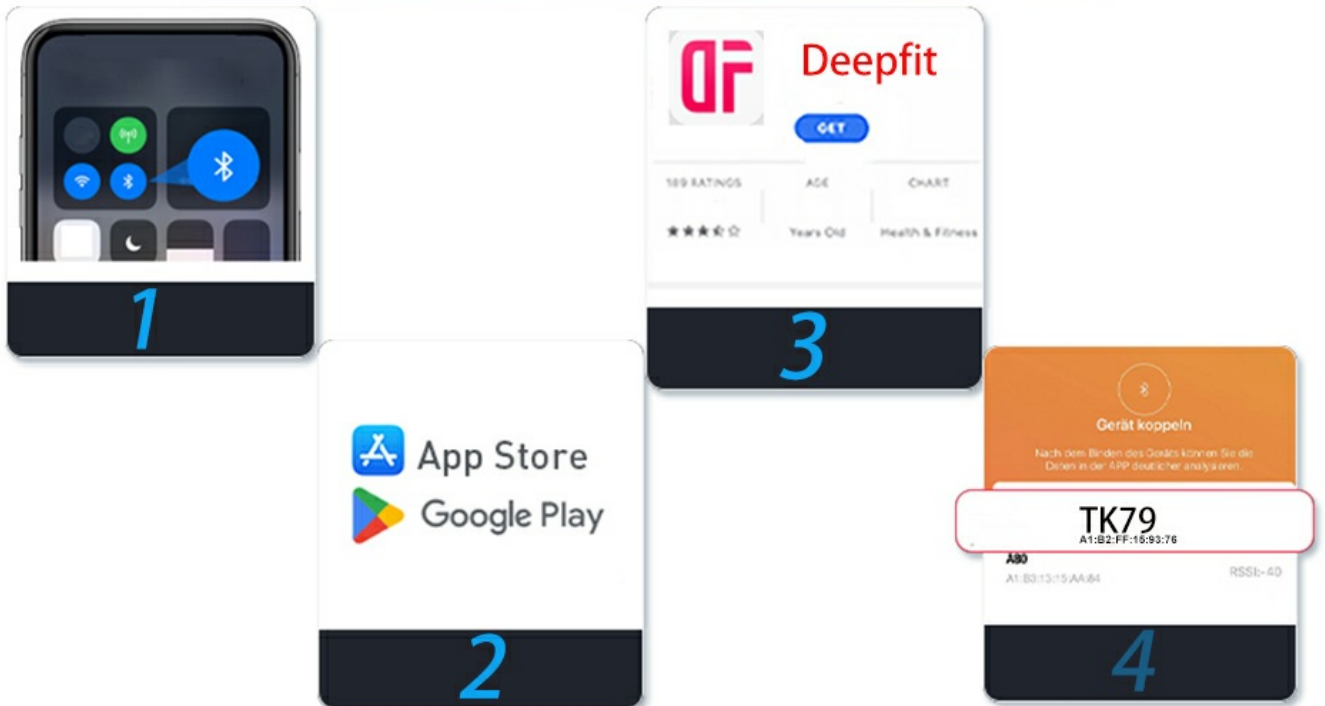 1
App Store
Google Play
2
DF
Deepfit
GET
189 RATINGS
AGE
CHART
Years Old
Health & Fitness
3
Gerät koppeln
Nach dem Binden des Geräts können Sie die
Daten in der APP deutlicher analysieren.
TK79
A1:B2:FF:15:93:76
A80
A1:B3:13:15:AA:84
RSSI:-40
4